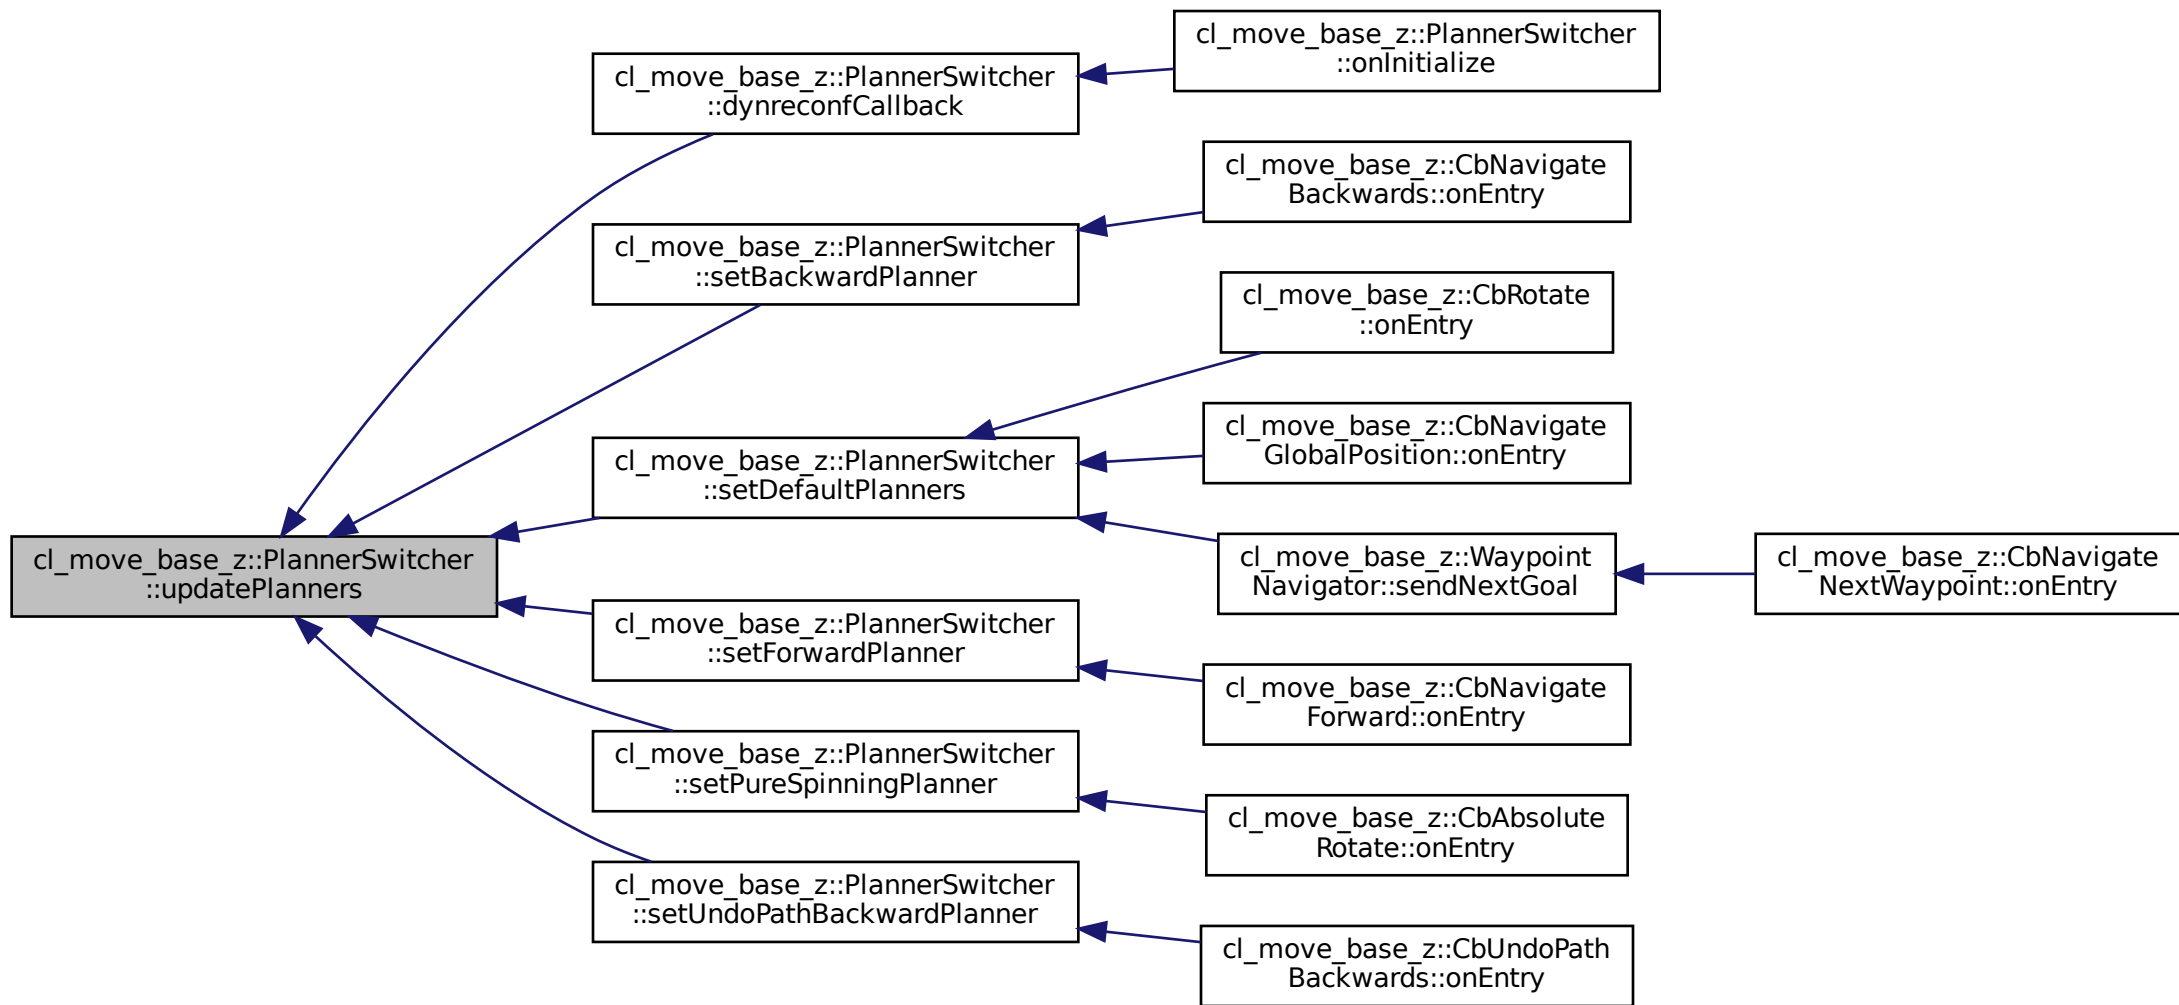 cl_move_base_z::PlannerSwitcher
::updatePlanners
cl_move_base_z::PlannerSwitcher
::dynreconfCallback
cl_move_base_z::PlannerSwitcher
::onInitialize
cl_move_base_z::PlannerSwitcher
::setBackwardPlanner
cl_move_base_z::CbNavigate
Backwards::onEntry
cl_move_base_z::PlannerSwitcher
::setDefaultPlanners
cl_move_base_z::CbRotate
::onEntry
cl_move_base_z::CbNavigate
GlobalPosition::onEntry
cl_move_base_z::Waypoint
Navigator::sendNextGoal
cl_move_base_z::CbNavigate
NextWaypoint::onEntry
cl_move_base_z::PlannerSwitcher
::setForwardPlanner
cl_move_base_z::CbNavigate
Forward::onEntry
cl_move_base_z::PlannerSwitcher
::setPureSpinningPlanner
cl_move_base_z::CbAbsolute
Rotate::onEntry
cl_move_base_z::PlannerSwitcher
::setUndoPathBackwardPlanner
cl_move_base_z::CbUndoPath
Backwards::onEntry